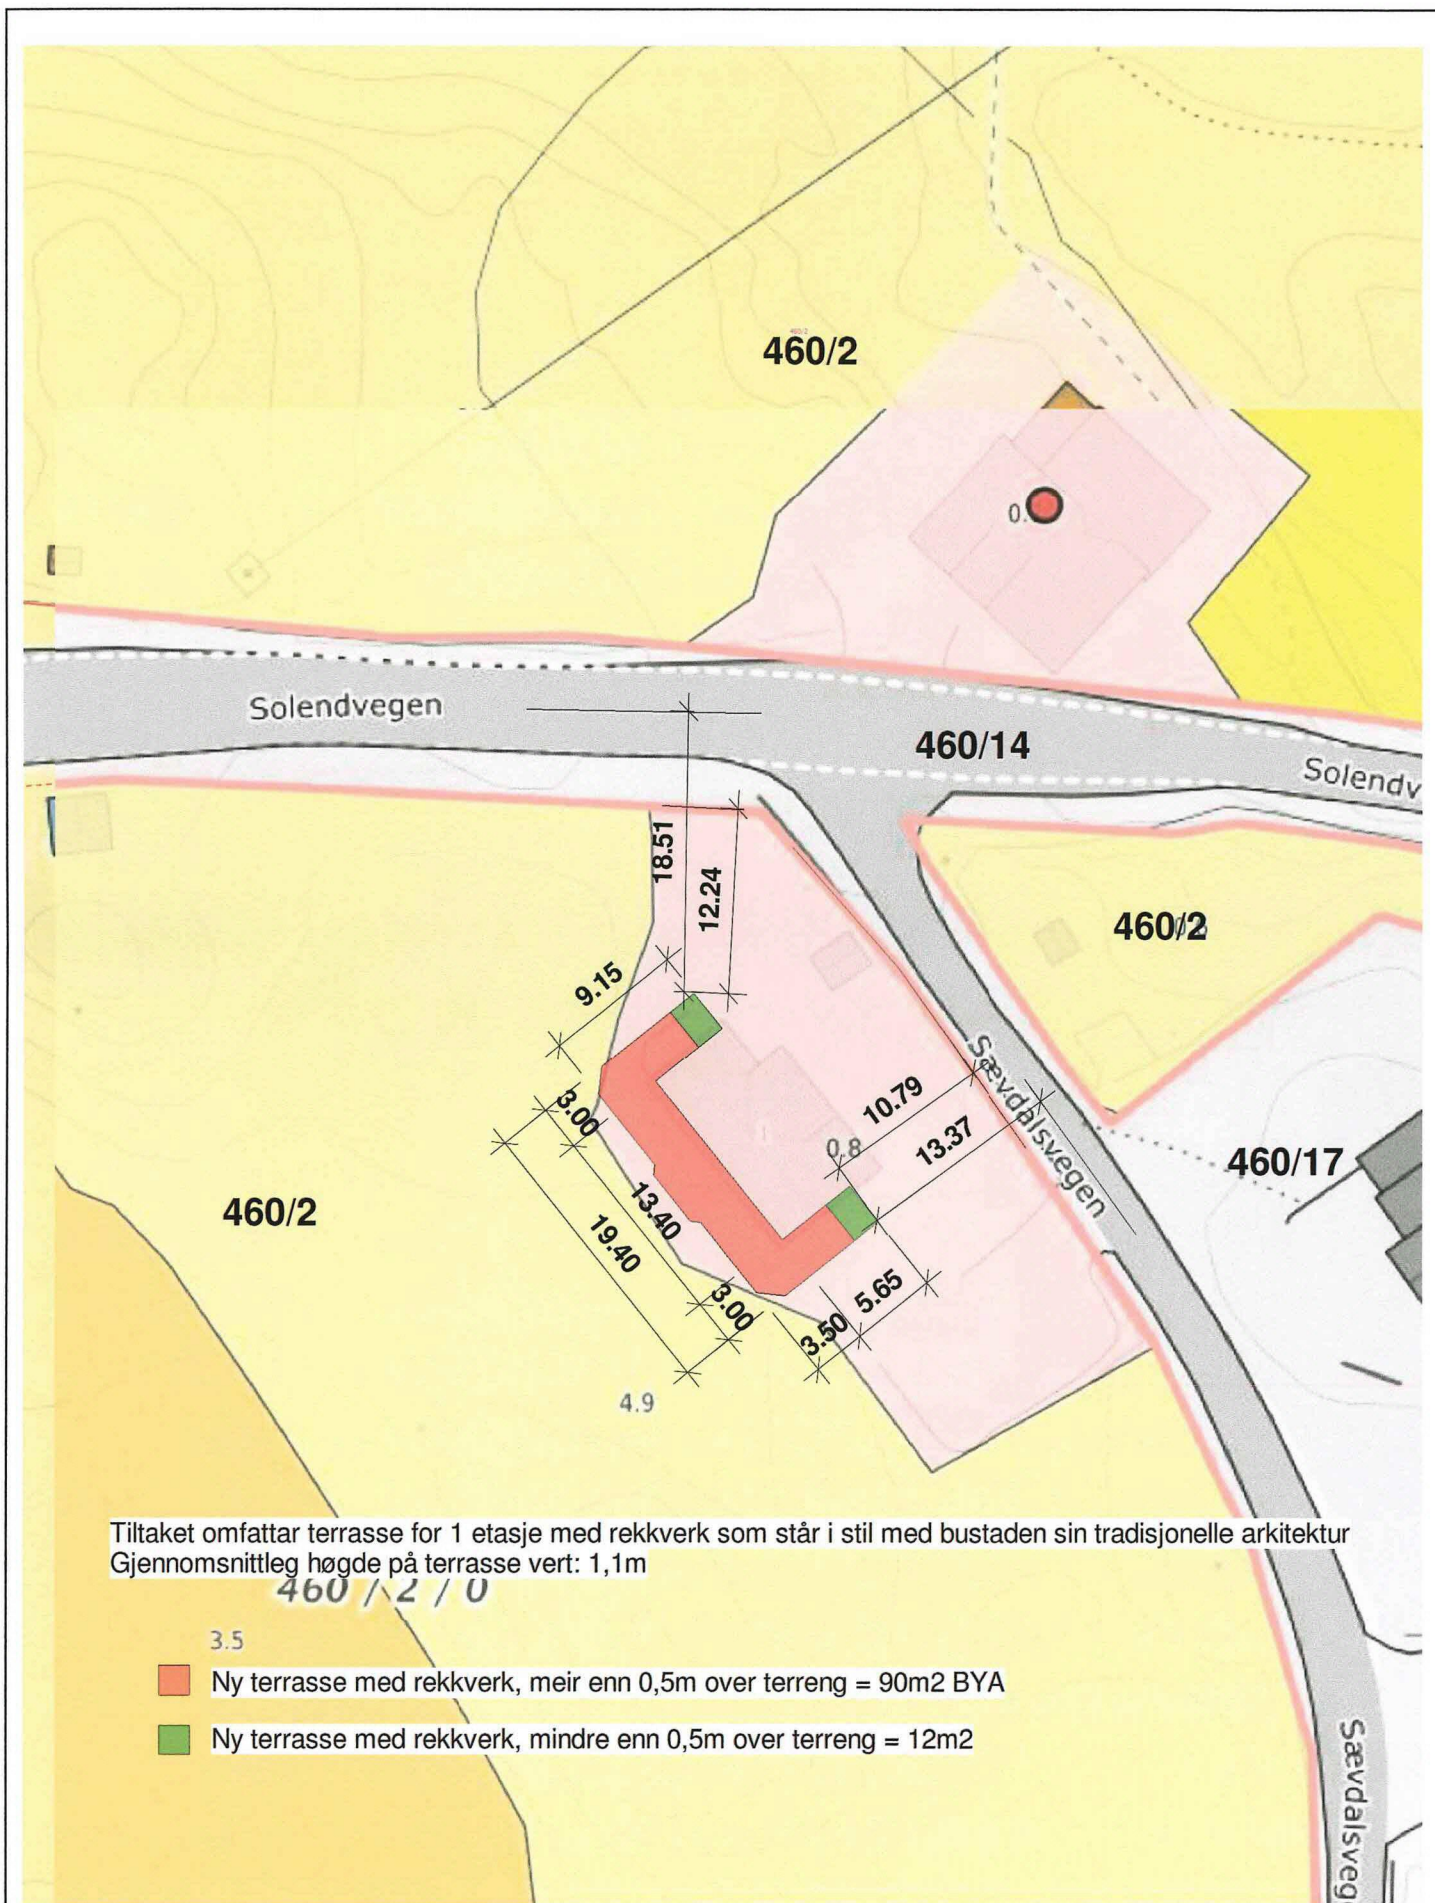 460/2
460/2
0.
Solendvegen
460/14
Solendv
18.51
12.24
460/2
9.15
3.00
10.79
13.37
Sævdalsvegen
0.8
460/17
460/2
13.40
19.40
3.00
5.65
3.50
4.9
Tiltaket omfattar terrasse for 1 etasje med rekkverk som står i stil med bustaden sin tradisjonelle arkitektur
Gjennomsnittleg høgde på terrasse vert: 1,1m
460 / 2 / 0
3.5
Ny terrasse med rekkverk, meir enn 0,5m over terreng = 90m2 BYA
Ny terrasse med rekkverk, mindre enn 0,5m over terreng = 12m2
Sævdalsveg